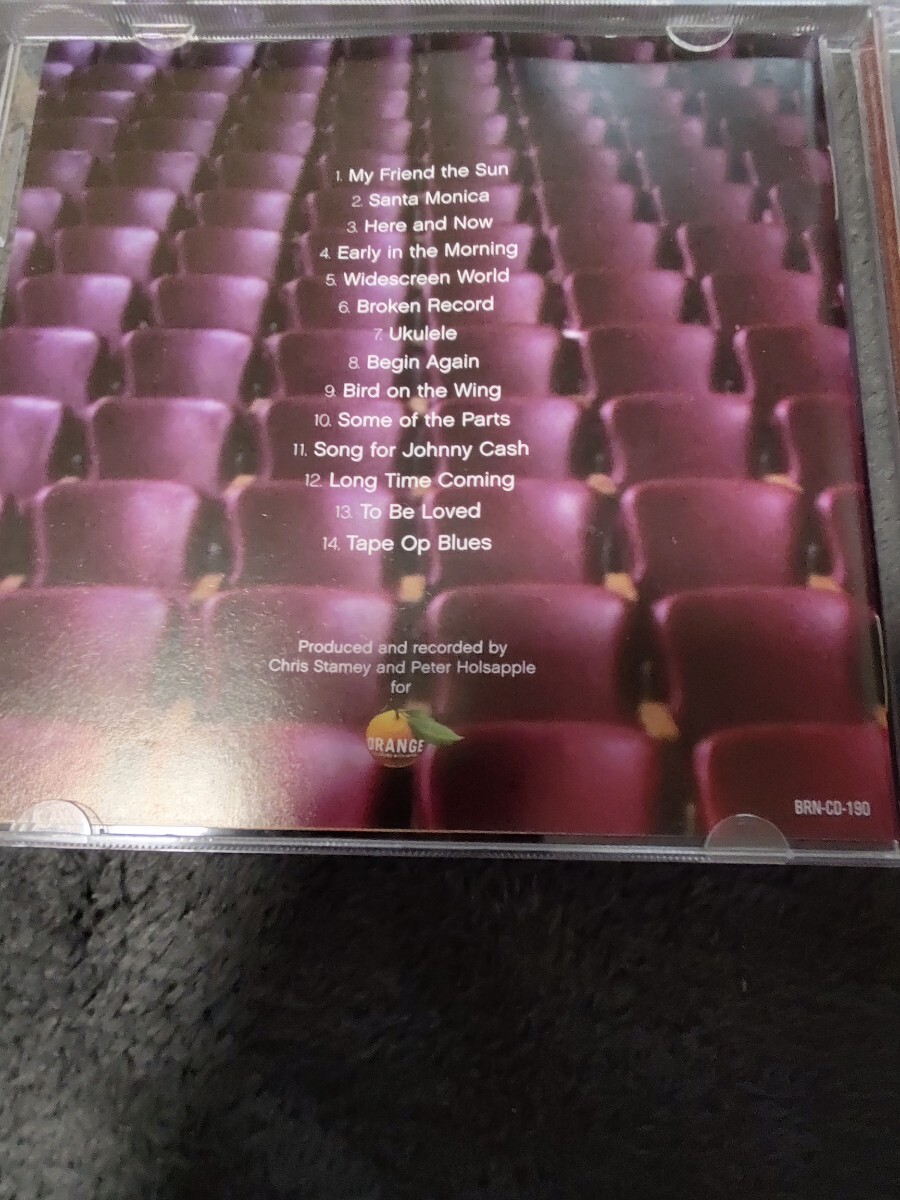 1. My Friend the Sun
2. Santa Monica
3. Here and Now
4. Early in the Morning
5. Widescreen World
6. Broken Record
7. Ukulele
8. Begin Again
9. Bird on the Wing
10. Some of the Parts
11. Song for Johnny Cash
12. Long Time Coming
13. To Be Loved
14. Tape Op Blues
Produced and recorded by
Chris Stamey and Peter Holsapple
for
ORANGE
BRN-CD-190